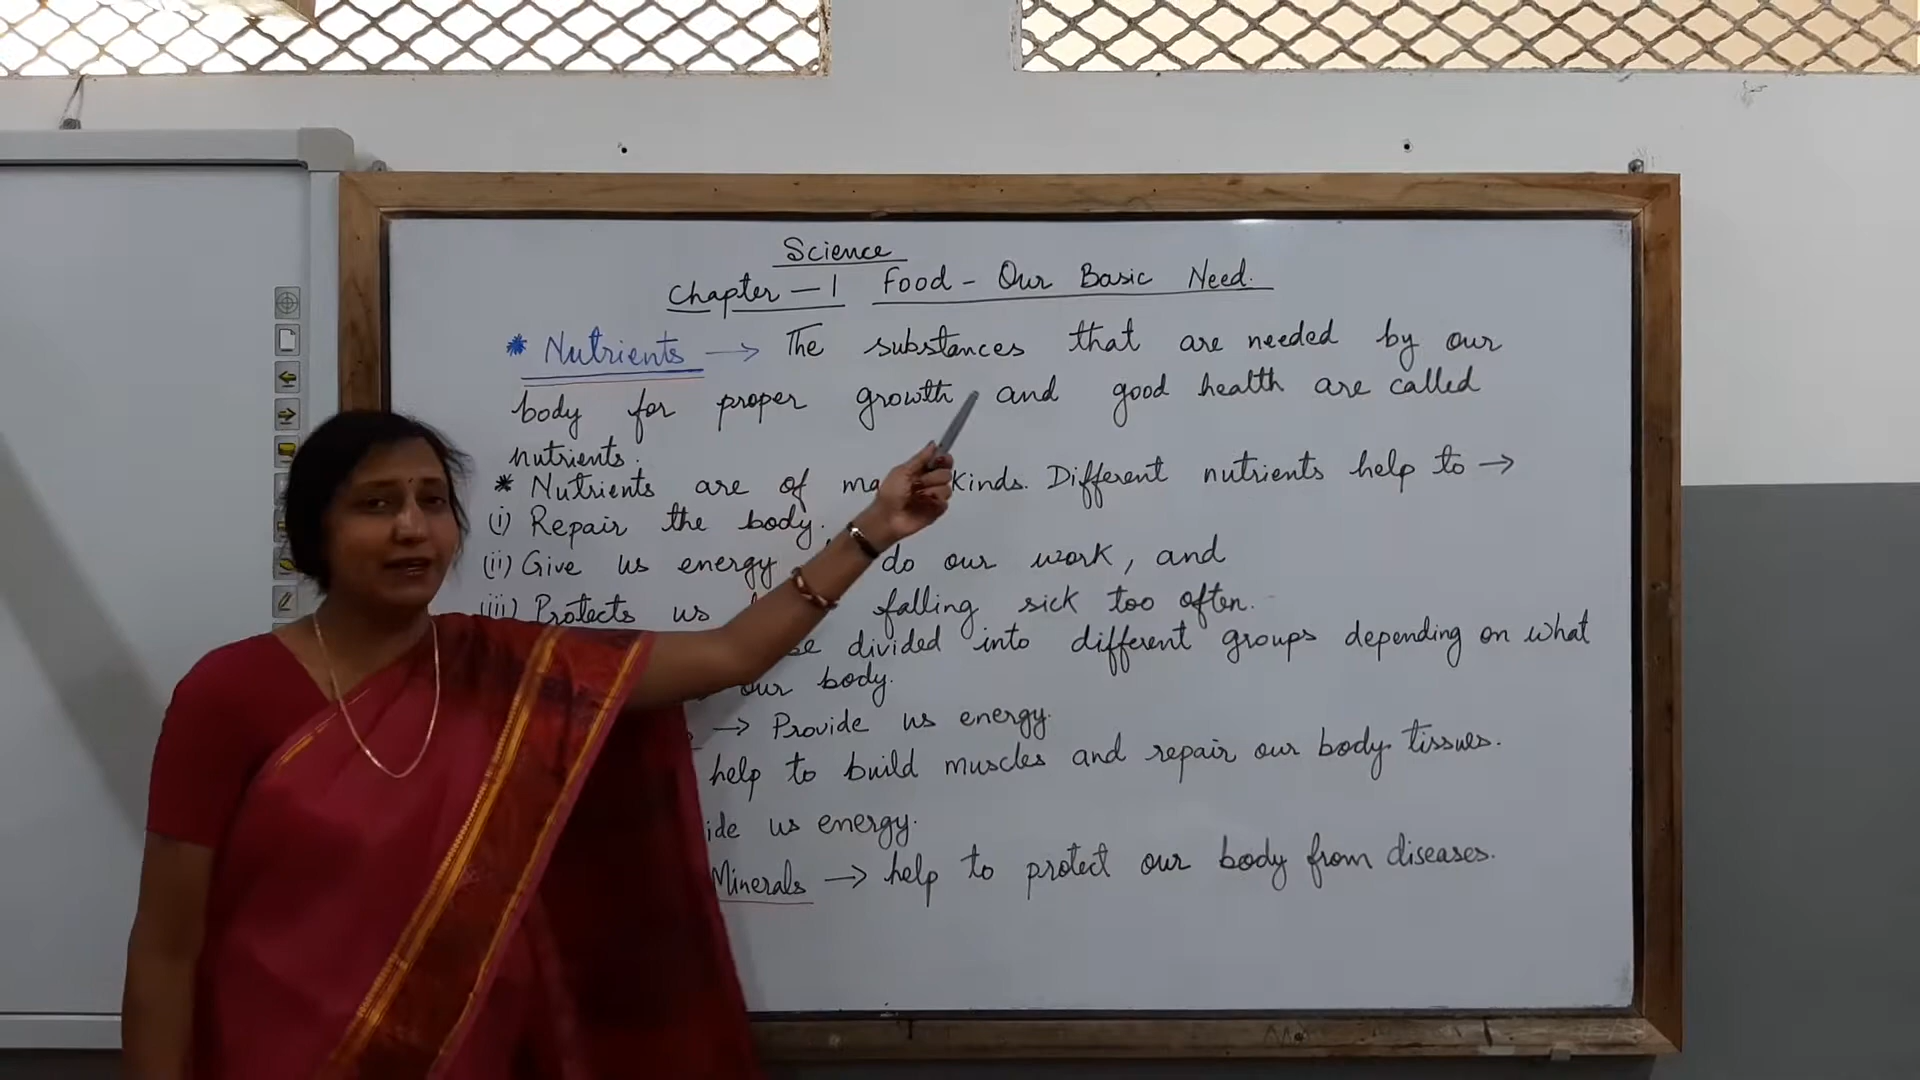 Science
Chapter - 1 Food - Our Basic Need.
* Nutrients → The substances that are needed by our
body for proper growth and good health are called
nutrients.
* Nutrients are of ma kinds. Different nutrients help to →
(i) Repair the body.
(ii) Give us energy do our work, and
(iii) Protects us falling sick too often.
divided into different groups depending on what
our body.
→ Provide us energy.
help to build muscles and repair our body tissues.
ide us energy.
Minerals → help to protect our body from diseases.